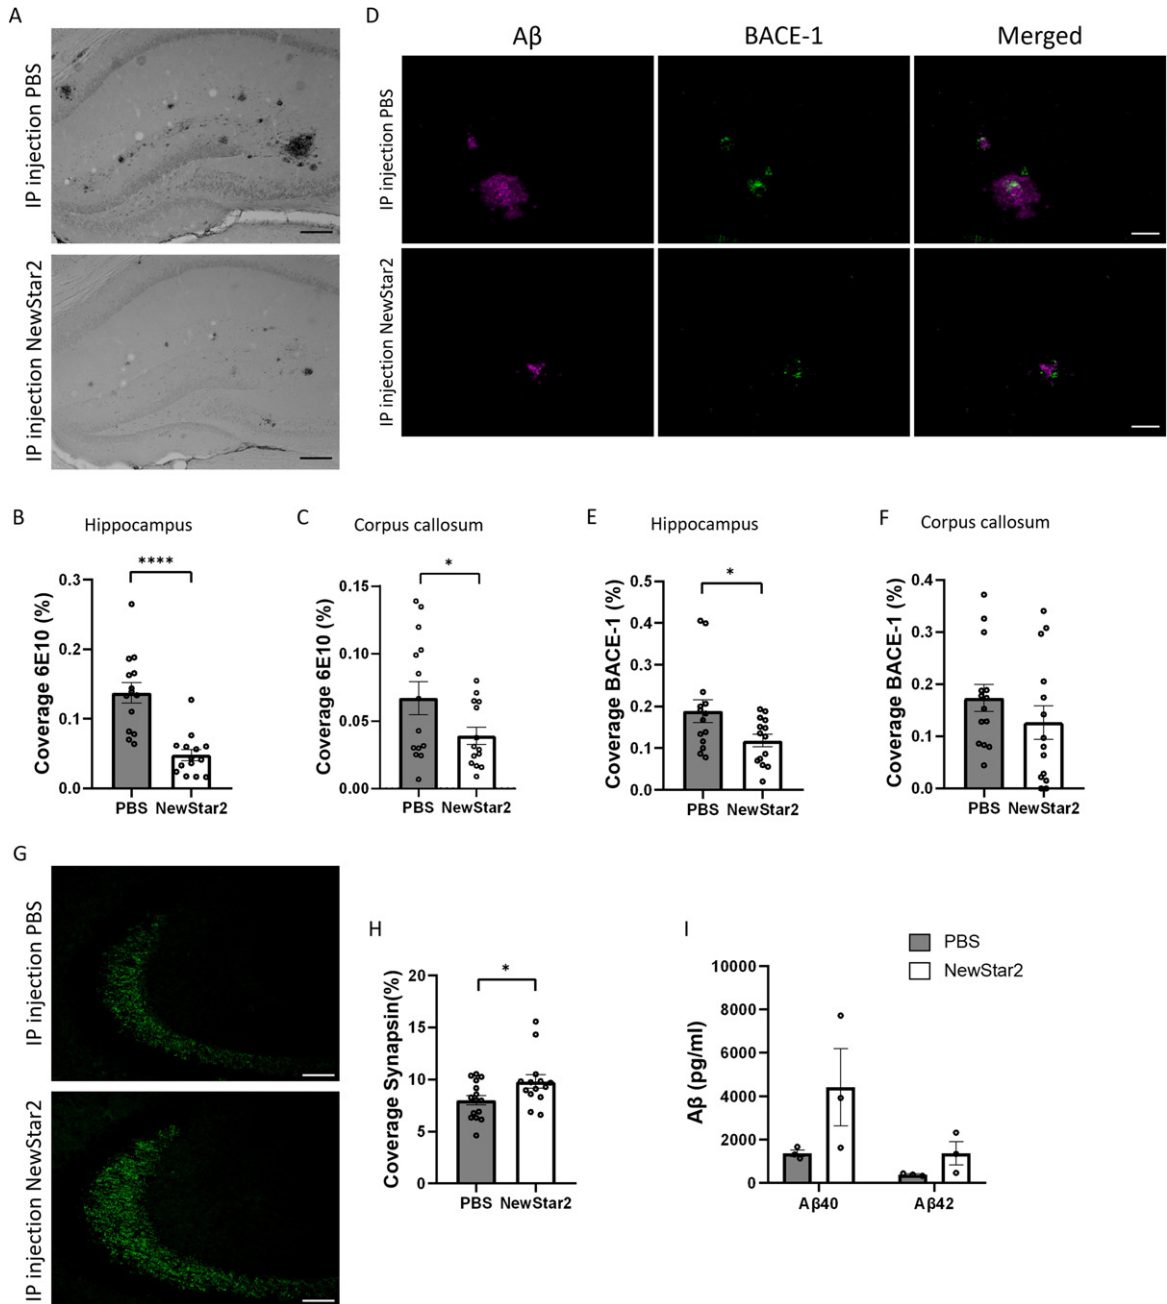 A
IP injection PBS
IP injection NewStar2
D
Aβ
BACE-1
Merged
IP injection PBS
IP injection NewStar2
B
Hippocampus
****
Coverage 6E10 (%)
0.3
0.2
0.1
0.0
PBS NewStar2
C
Corpus callosum
*
Coverage 6E10 (%)
0.15
0.10
0.05
0.00
PBS NewStar2
E
Hippocampus
*
Coverage BACE-1 (%)
0.5
0.4
0.3
0.2
0.1
0.0
PBS NewStar2
F
Corpus callosum
Coverage BACE-1 (%)
0.4
0.3
0.2
0.1
0.0
PBS NewStar2
G
IP injection PBS
IP injection NewStar2
H
*
Coverage Synapsin(%)
20
15
10
5
0
PBS NewStar2
I
PBS
NewStar2
Aβ (pg/ml)
10000
8000
6000
4000
2000
0
Aβ40
Aβ42